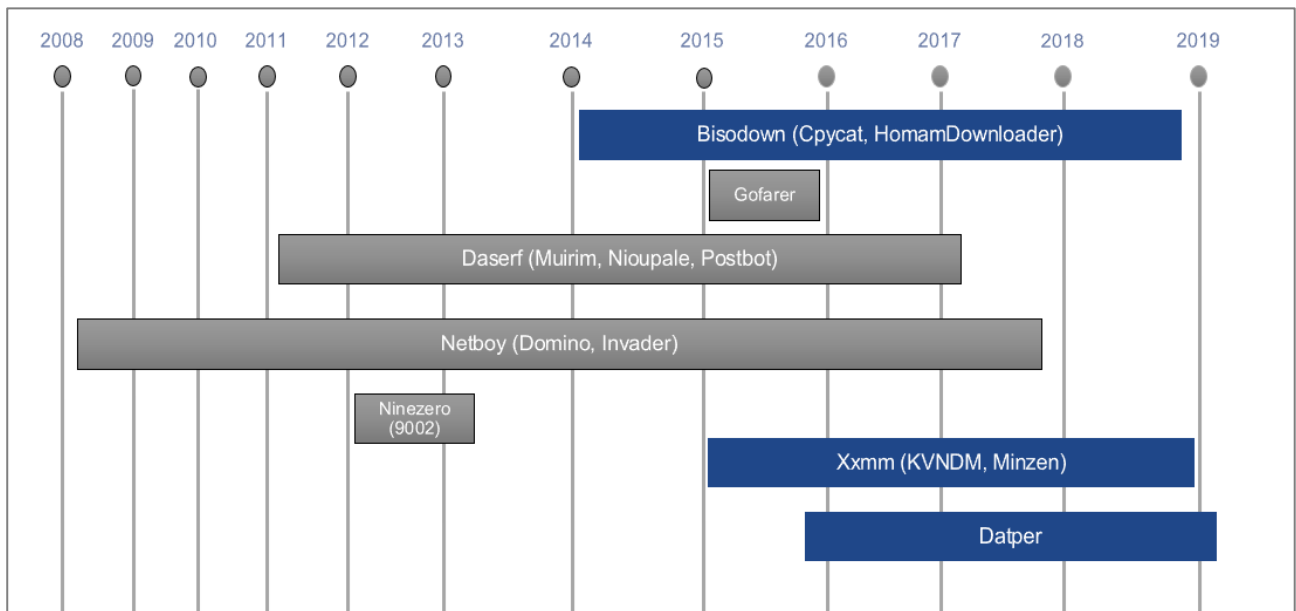 2008 2009 2010 2011 2012 2013 2014 2015 2016 2017 2018 2019
Bisodown (Cpycat, HomamDownloader)
Gofarer
Daserf (Muirim, Nioupale, Postbot)
Netboy (Domino, Invader)
Ninezero
(9002)
Xxmm (KVNDM, Minzen)
Datper